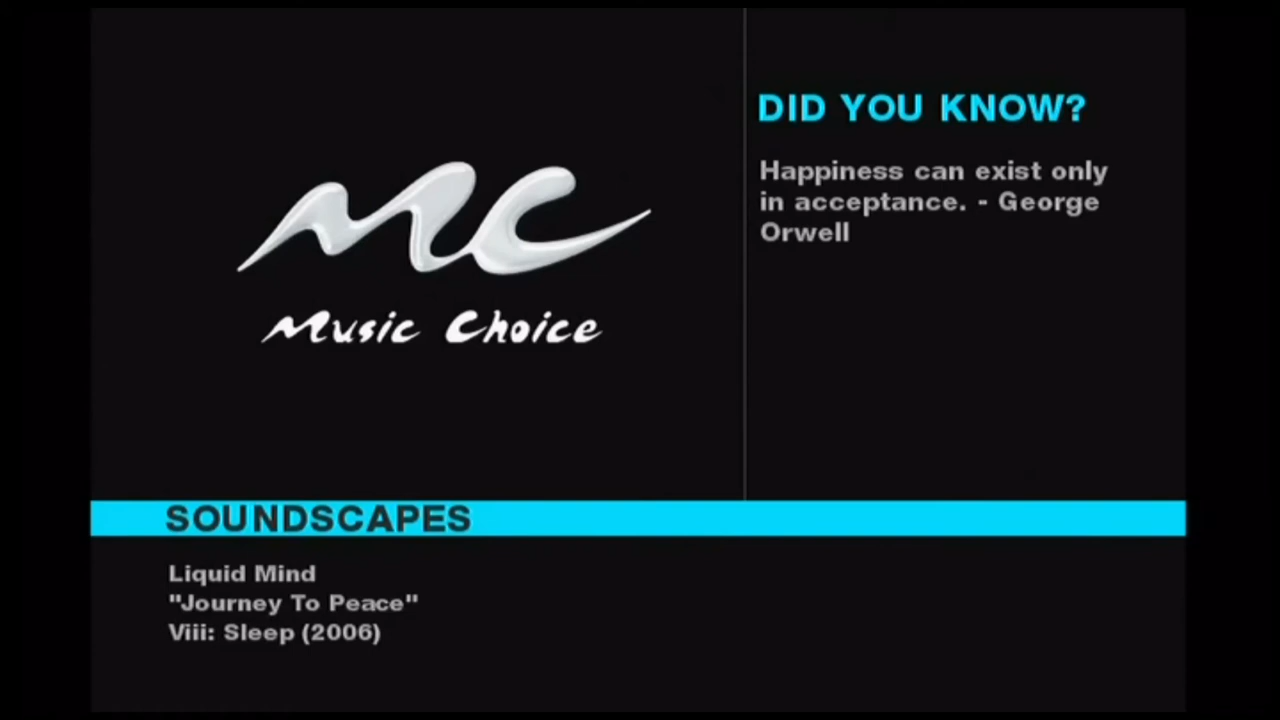 MC
Music Choice
DID YOU KNOW?
Happiness can exist only
in acceptance. - George
Orwell
SOUNDSCAPES
Liquid Mind
"Journey To Peace"
Viii: Sleep (2006)